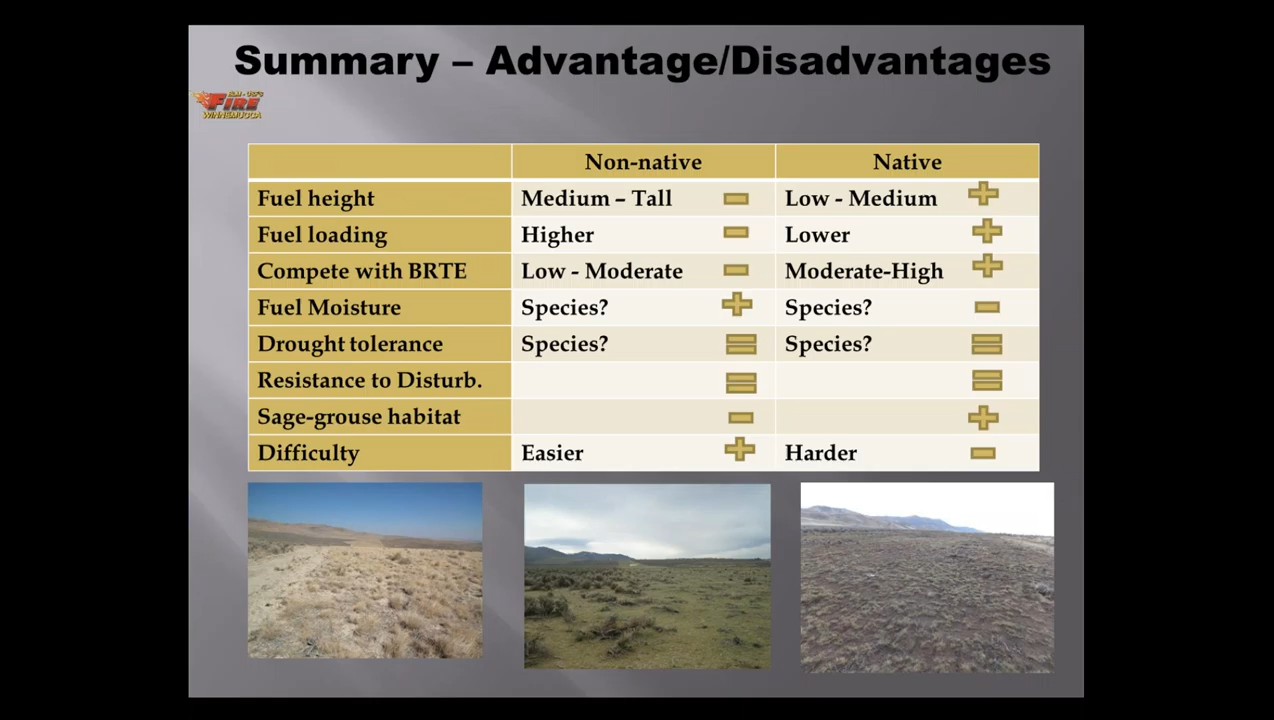 Summary – Advantage/Disadvantages
FIRE
WINNEMUCCA
Non-native Native
Fuel height Medium – Tall Low - Medium
Fuel loading Higher Lower
Compete with BRTE Low - Moderate Moderate-High
Fuel Moisture Species? Species?
Drought tolerance Species? Species?
Resistance to Disturb.
Sage-grouse habitat
Difficulty Easier Harder